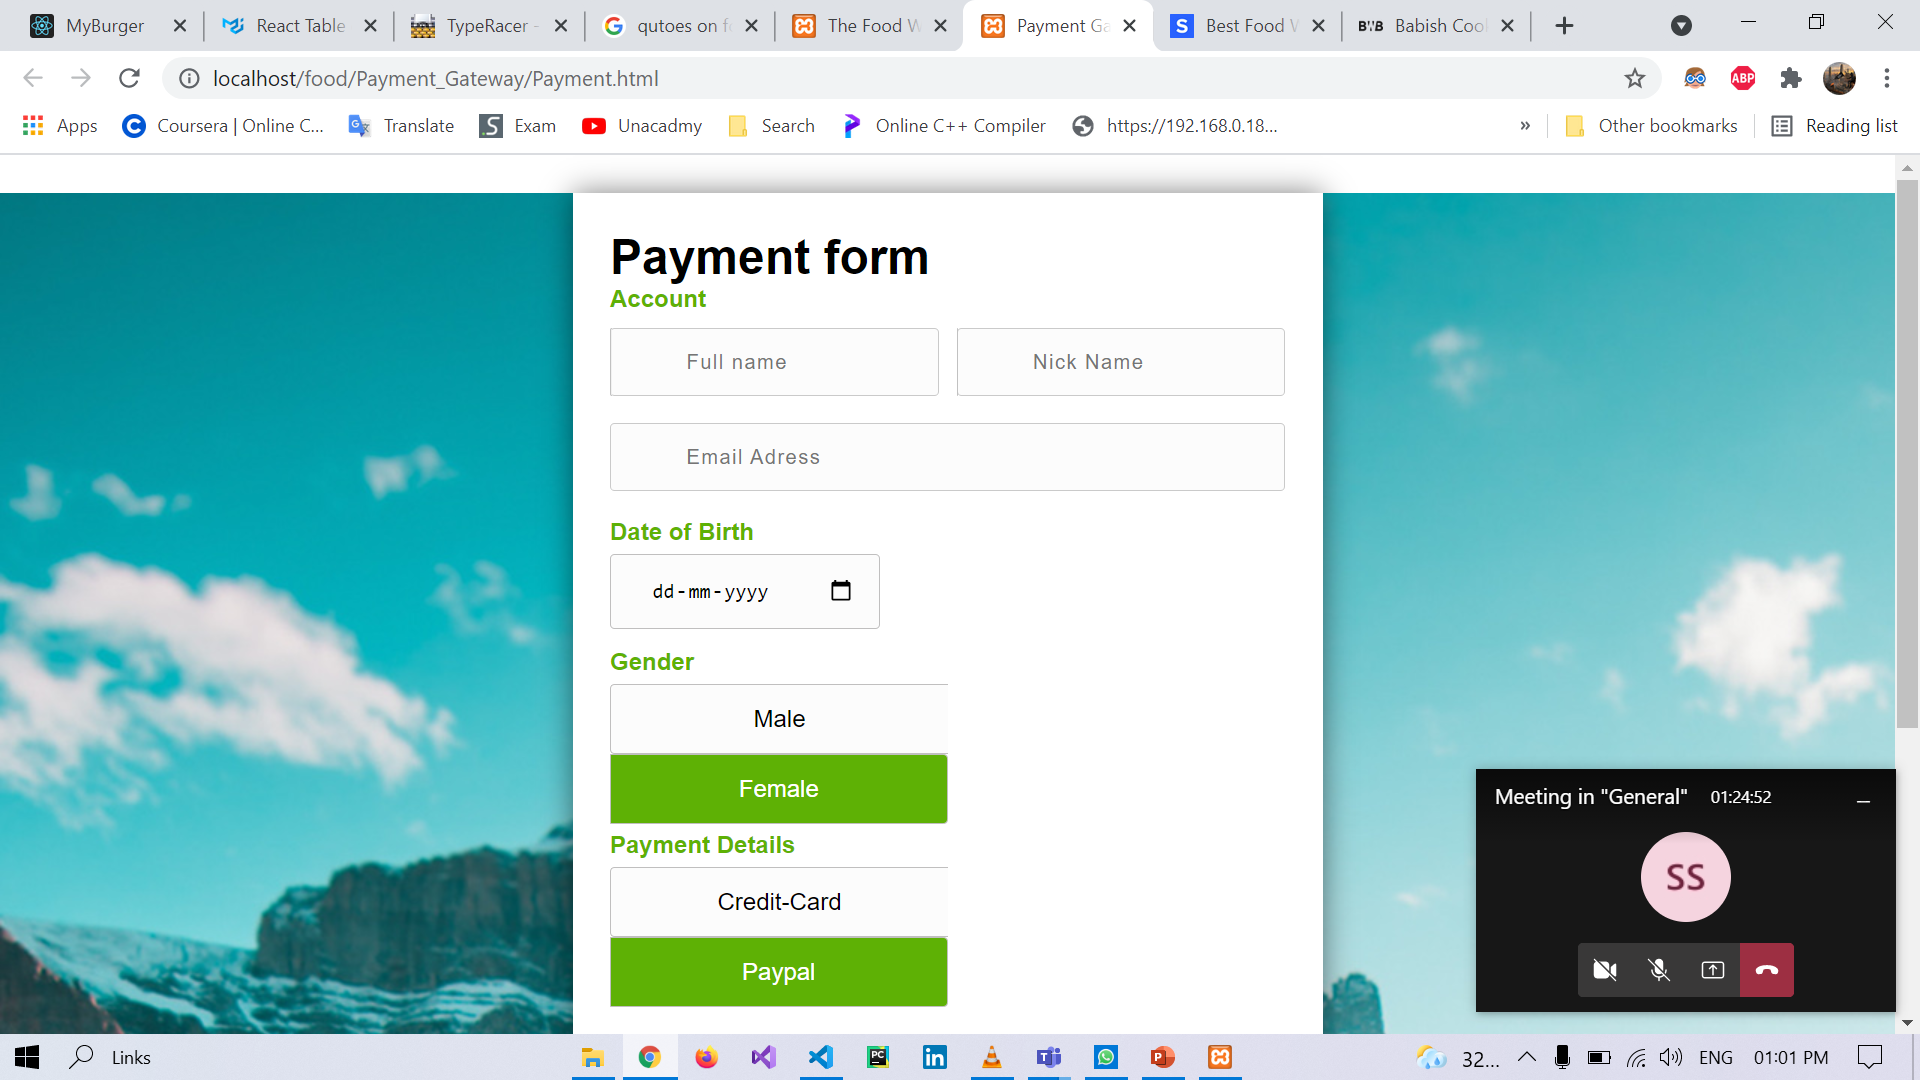 MyBurger
React Table
TypeRacer -
qutoes on f
The Food W
Payment Ga
Best Food W
BWB Babish Cool
localhost/food/Payment_Gateway/Payment.html
ABP
Apps
Coursera | Online C...
Translate
Exam
Unacadmy
Search
Online C++ Compiler
https://192.168.0.18...
»
Other bookmarks
Reading list
Payment form
Account
Full name
Nick Name
Email Adress
Date of Birth
dd-mm-yyyy
Gender
Male
Female
Payment Details
Credit-Card
Paypal
Meeting in "General" 01:24:52
SS
Links
32...
ENG
01:01 PM